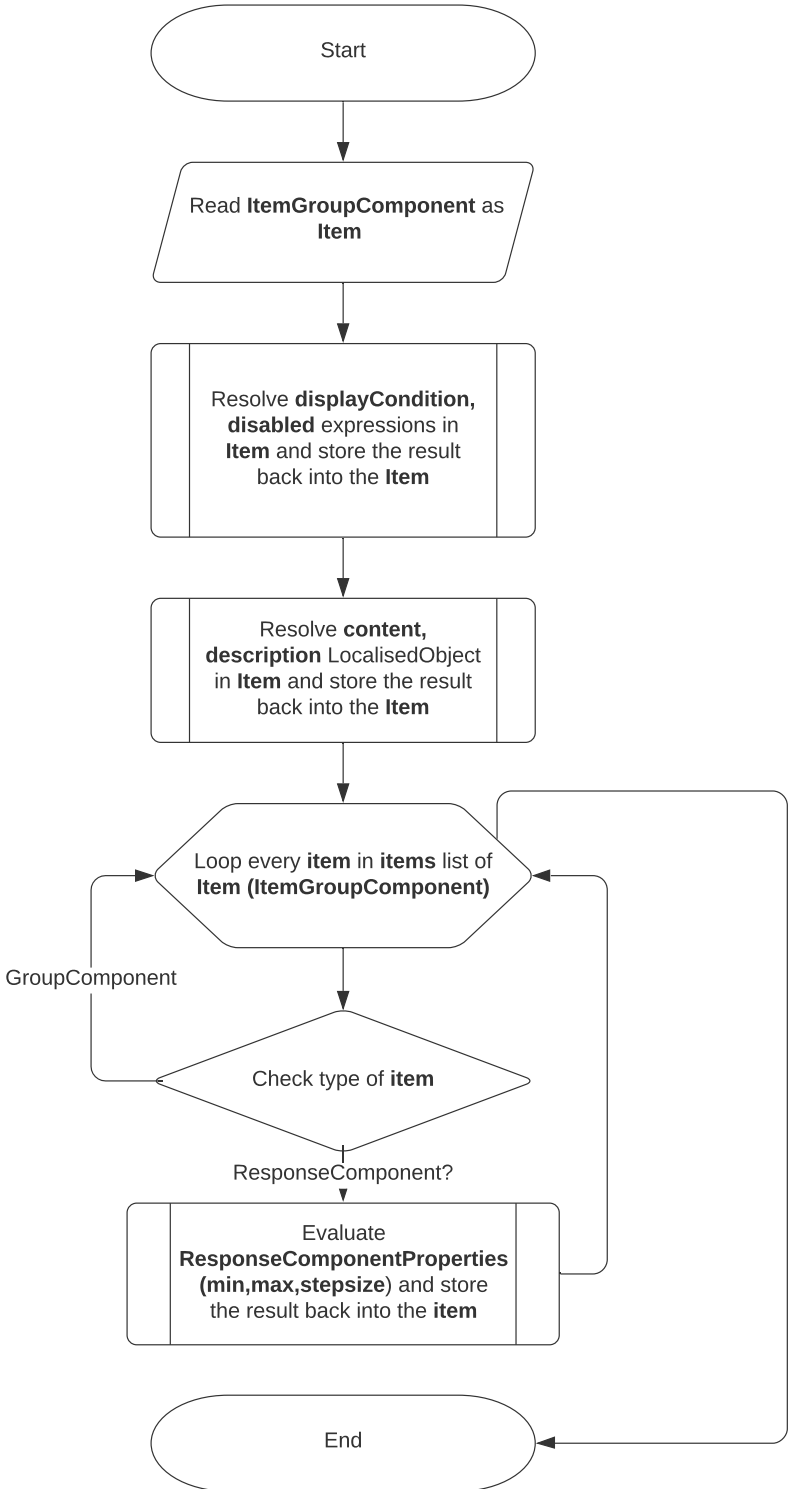 Start
Read ItemGroupComponent as
Item
Resolve displayCondition,
disabled expressions in
Item and store the result
back into the Item
Resolve content,
description LocalisedObject
in Item and store the result
back into the Item
Loop every item in items list of
Item (ItemGroupComponent)
GroupComponent
Check type of item
ResponseComponent?
Evaluate
ResponseComponentProperties
(min,max,stepsize) and store
the result back into the item
End